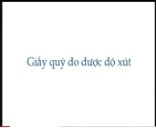 Giấy quỳ đo được độ xút